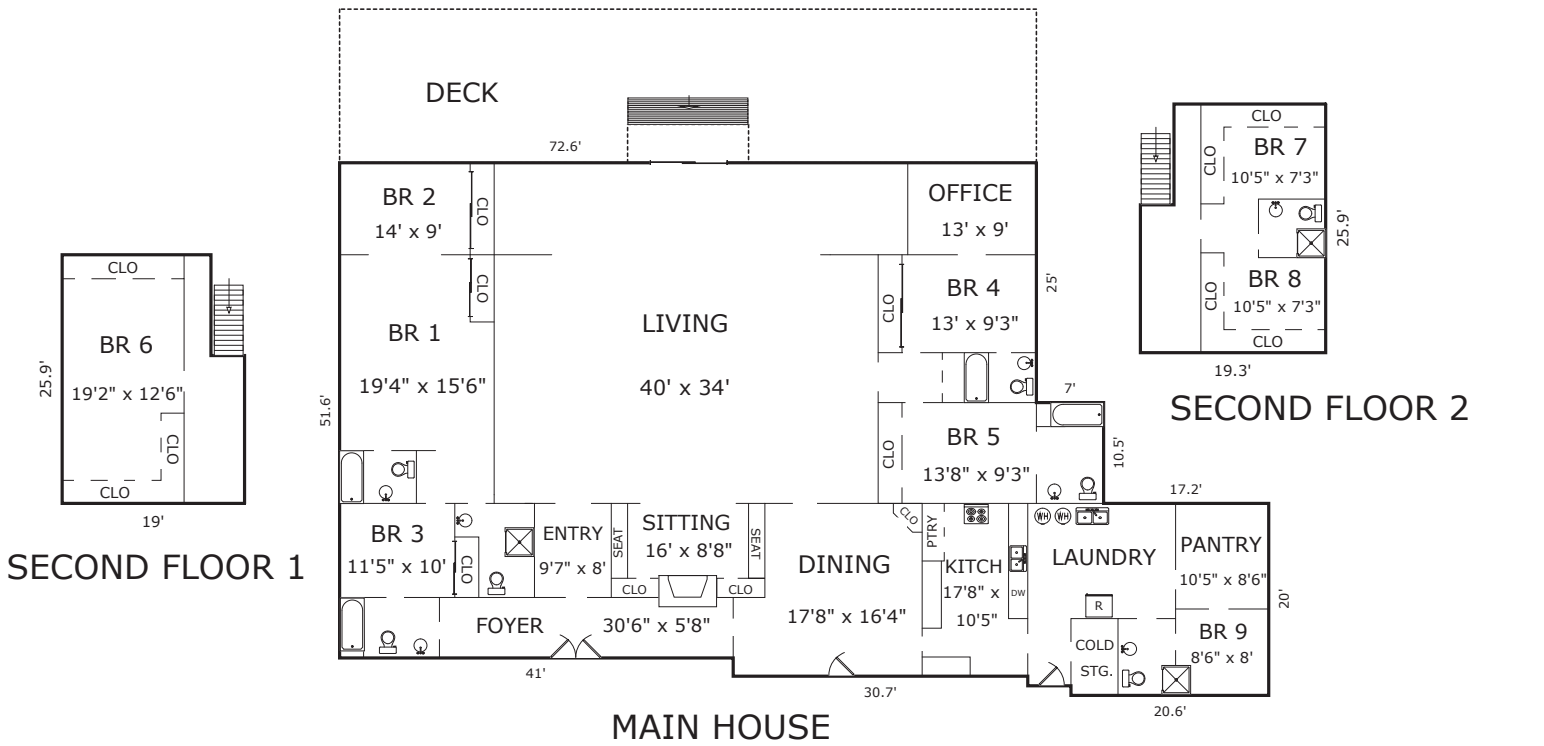 DECK
72.6'
BR 2
14' x 9'
CLO
OFFICE
13' x 9'
BR 1
19'4" x 15'6"
CLO
LIVING
40' x 34'
CLO
BR 4
13' x 9'3"
25'
51.6'
7'
CLO
BR 5
13'8" x 9'3"
10.5'
17.2'
BR 3
11'5" x 10'
CLO
ENTRY
9'7" x 8'
SEAT
SITTING
16' x 8'8"
SEAT
CLO
CLO
FOYER
30'6" x 5'8"
41'
DINING
17'8" x 16'4"
CLO
PTRY
KITCH
17'8" x
10'5"
DW
30.7'
WH
WH
LAUNDRY
R
COLD
STG.
PANTRY
10'5" x 8'6"
BR 9
8'6" x 8'
20'
20.6'
MAIN HOUSE
CLO
BR 6
19'2" x 12'6"
CLO
CLO
25.9'
19'
SECOND FLOOR 1
CLO
CLO
BR 7
10'5" x 7'3"
25.9'
CLO
BR 8
10'5" x 7'3"
CLO
19.3'
SECOND FLOOR 2